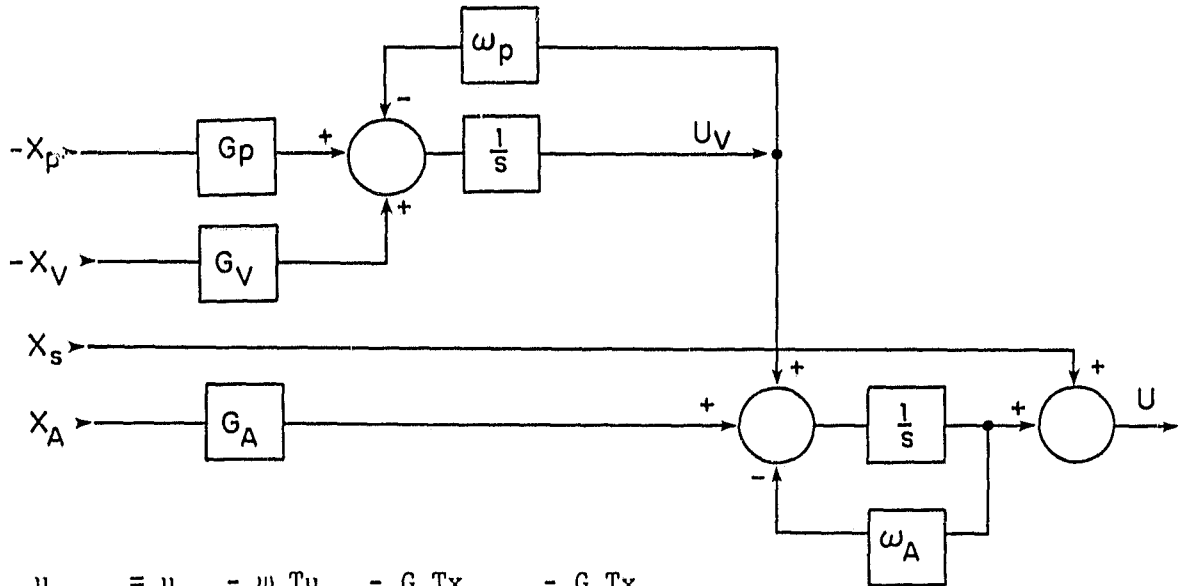 ω_p
-X_p
G_p
+
-
1/s
U_V
+
-X_V
G_V
X_s
+
+
X_A
G_A
+
1/s
+
U
-
ω_A